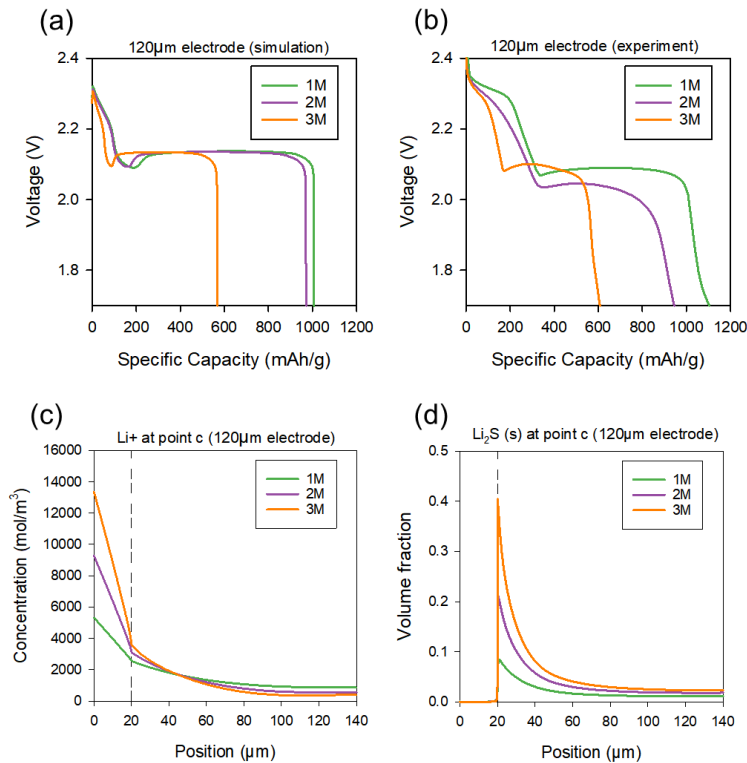 (a)
120µm electrode (simulation)
2.4
2.2
2.0
1.8
Voltage (V)
1M
2M
3M
0 200 400 600 800 1000 1200
Specific Capacity (mAh/g)
(b)
120µm electrode (experiment)
2.4
2.2
2.0
1.8
Voltage (V)
1M
2M
3M
0 200 400 600 800 1000 1200
Specific Capacity (mAh/g)
(c)
Li+ at point c (120µm electrode)
16000
14000
12000
10000
8000
6000
4000
2000
0
Concentration (mol/m³)
1M
2M
3M
0 20 40 60 80 100 120 140
Position (µm)
(d)
Li₂S (s) at point c (120µm electrode)
0.5
0.4
0.3
0.2
0.1
0.0
Volume fraction
1M
2M
3M
0 20 40 60 80 100 120 140
Position (µm)